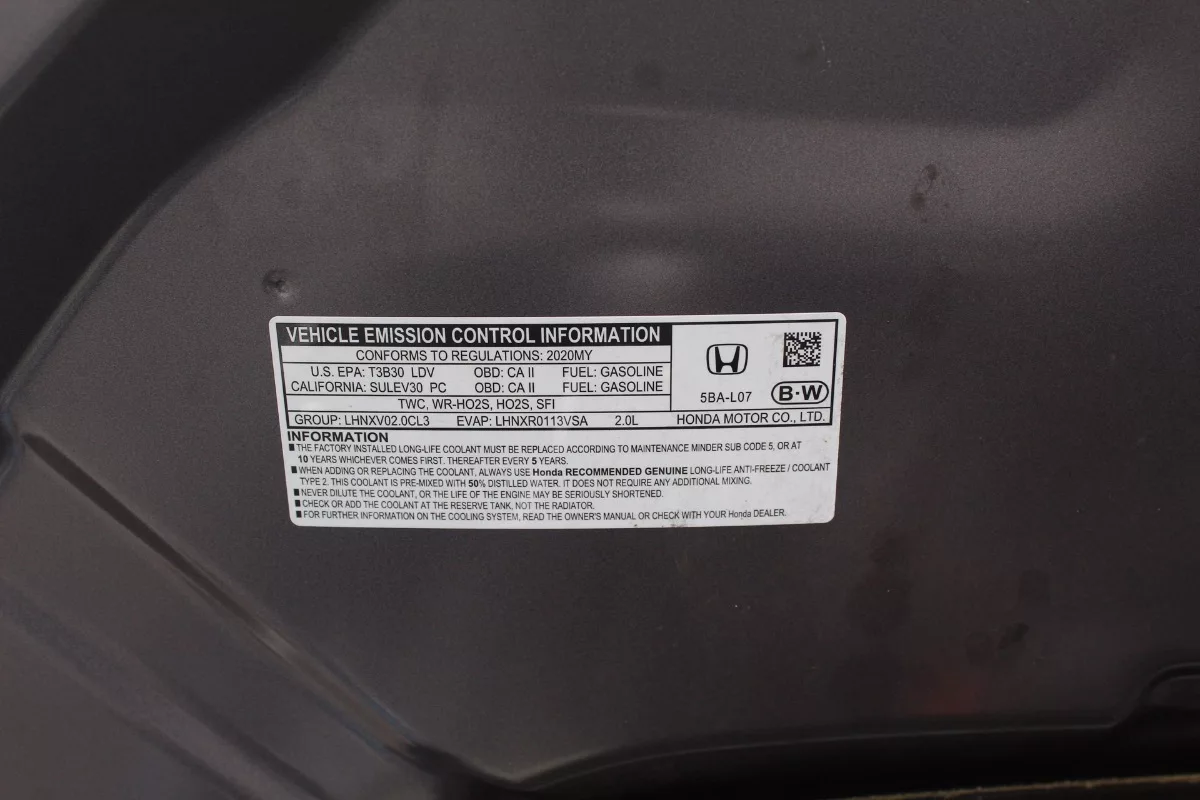 VEHICLE EMISSION CONTROL INFORMATION
CONFORMS TO REGULATIONS: 2020MY
U.S. EPA: T3B30 LDV OBD: CA II FUEL: GASOLINE
CALIFORNIA: SULEV30 PC OBD: CA II FUEL: GASOLINE
TWC, WR-HO2S, HO2S, SFI
5BA-L07 B-W
GROUP: LHNXV02.0CL3 EVAP: LHNXR0113VSA 2.0L HONDA MOTOR CO., LTD.
INFORMATION
■THE FACTORY INSTALLED LONG-LIFE COOLANT MUST BE REPLACED ACCORDING TO MAINTENANCE MINDER SUB CODE 5, OR AT
10 YEARS WHICHEVER COMES FIRST. THEREAFTER EVERY 5 YEARS.
■WHEN ADDING OR REPLACING THE COOLANT, ALWAYS USE Honda RECOMMENDED GENUINE LONG-LIFE ANTI-FREEZE / COOLANT
TYPE 2. THIS COOLANT IS PRE-MIXED WITH 50% DISTILLED WATER. IT DOES NOT REQUIRE ANY ADDITIONAL MIXING.
■NEVER DILUTE THE COOLANT, OR THE LIFE OF THE ENGINE MAY BE SERIOUSLY SHORTENED.
■CHECK OR ADD THE COOLANT AT THE RESERVE TANK, NOT THE RADIATOR.
■FOR FURTHER INFORMATION ON THE COOLING SYSTEM, READ THE OWNER'S MANUAL OR CHECK WITH YOUR Honda DEALER.